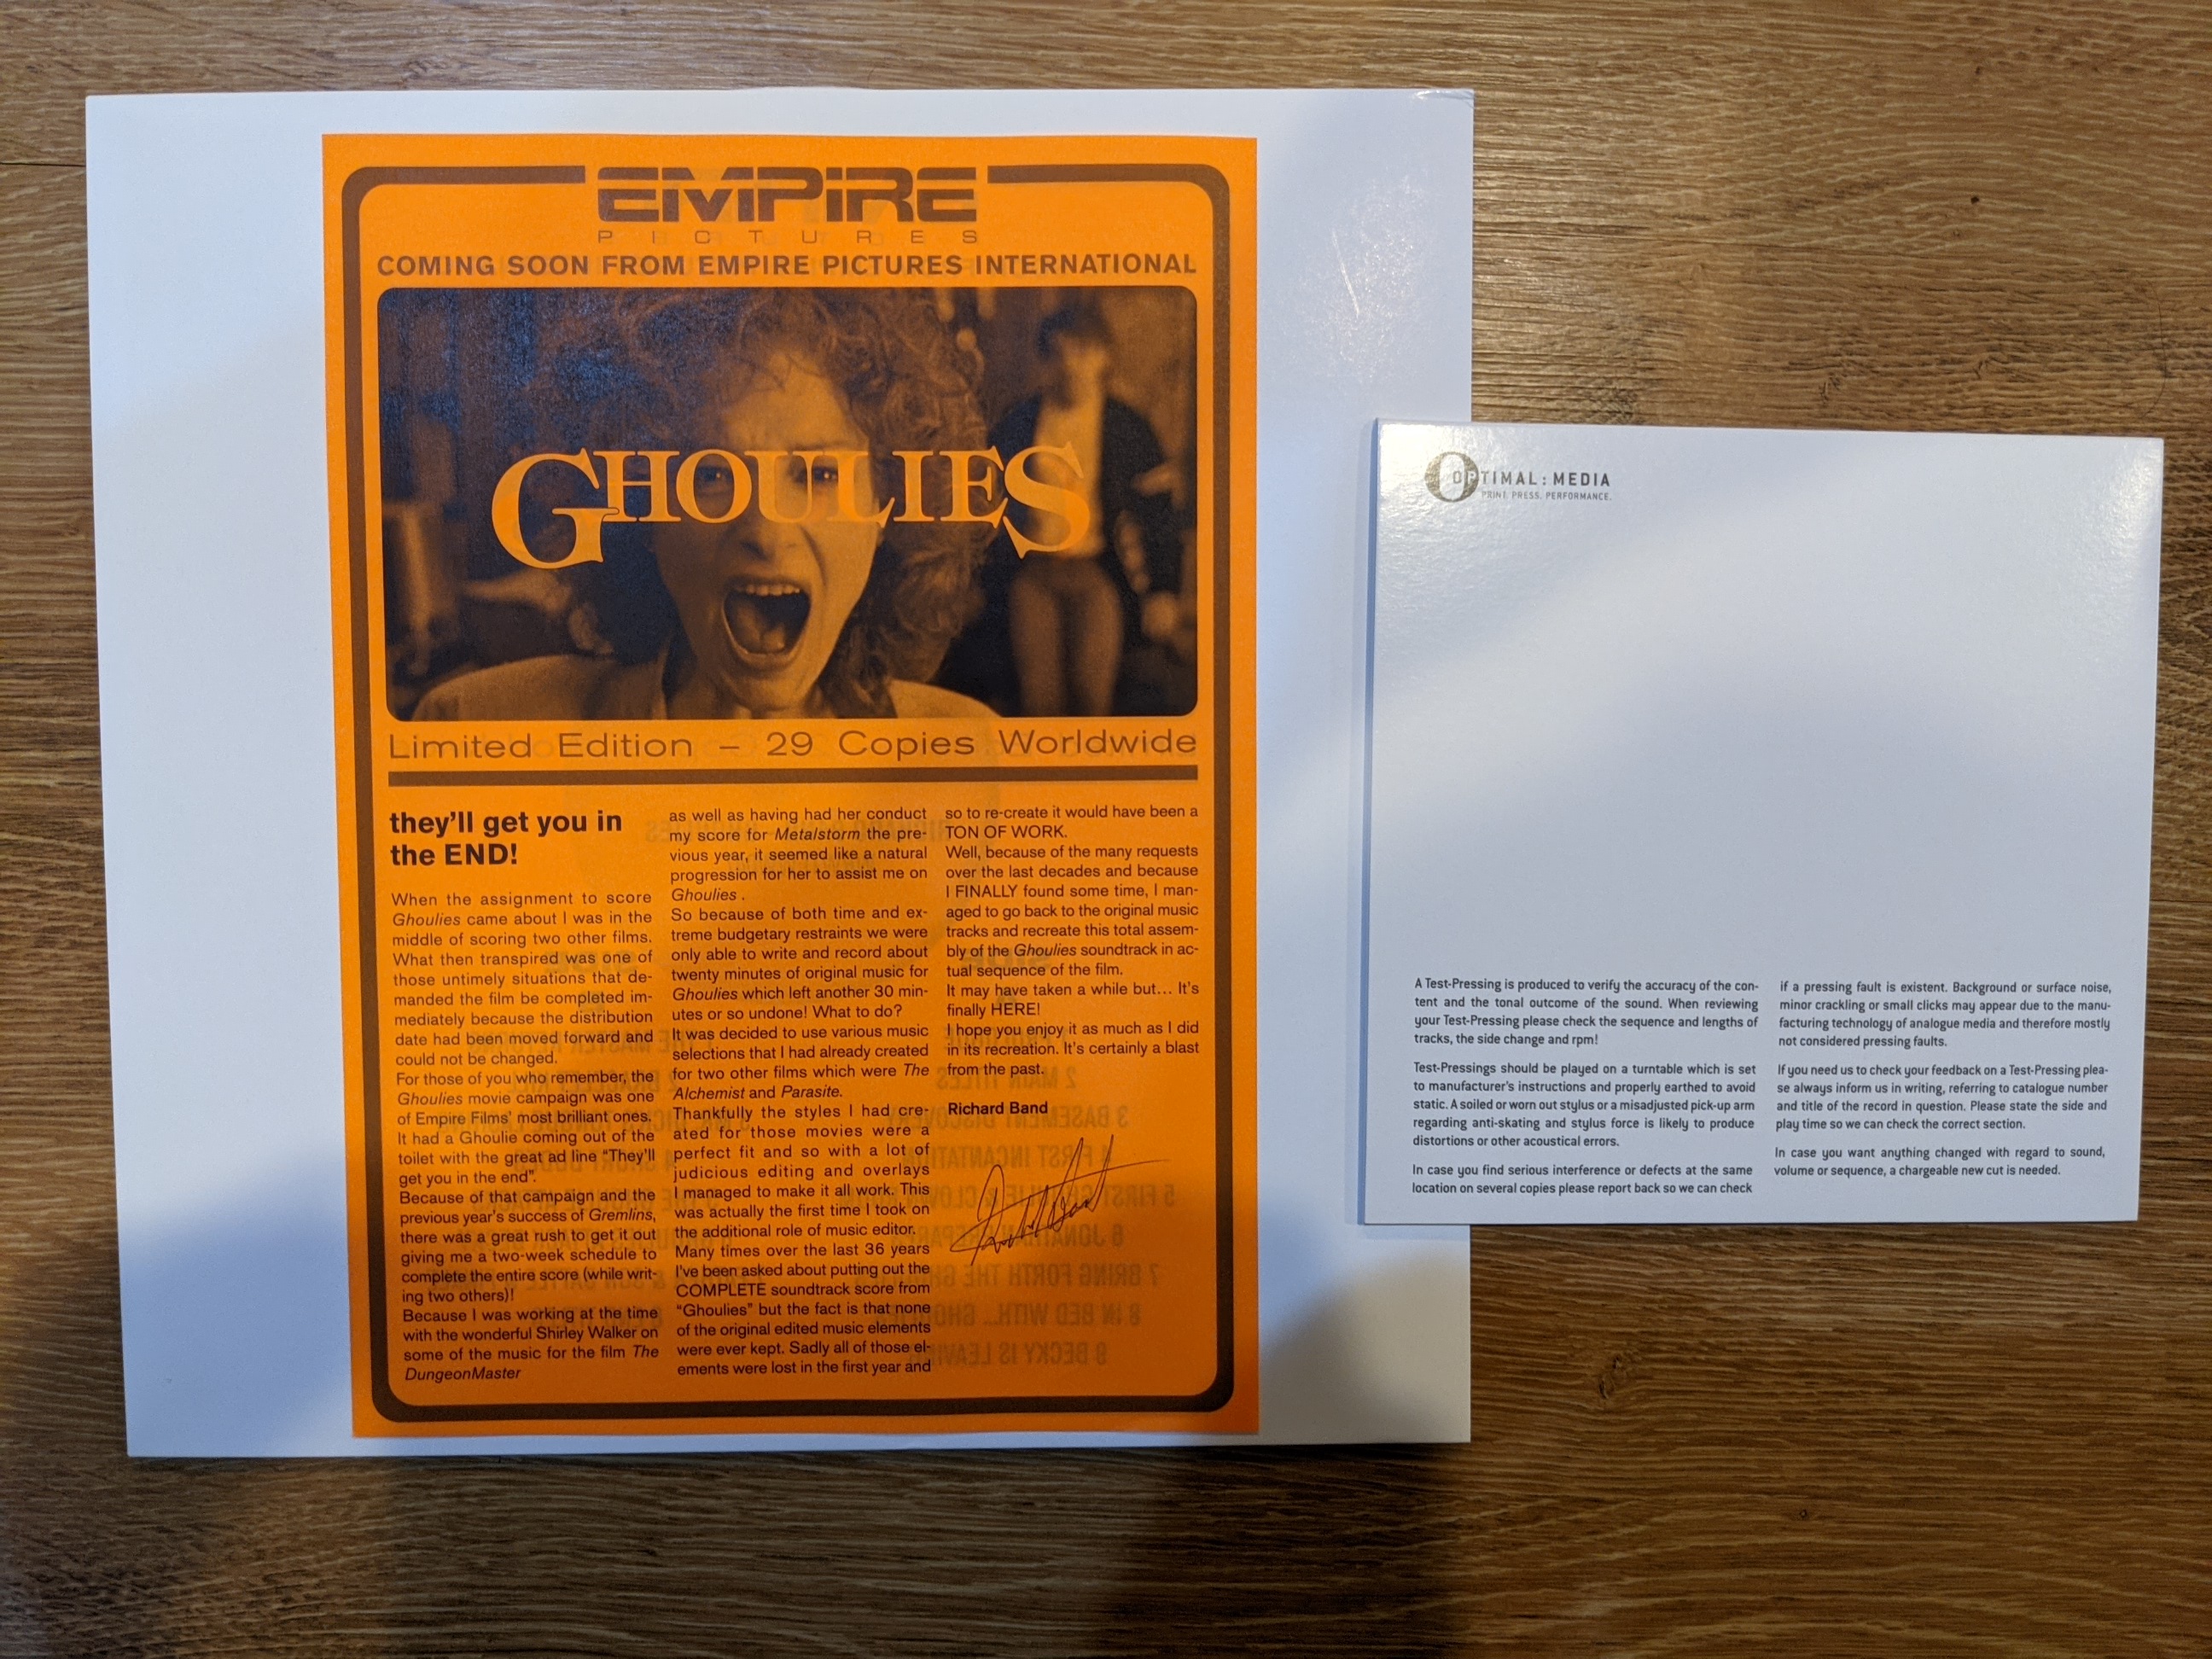 EMPIRE
PICTURES
COMING SOON FROM EMPIRE PICTURES INTERNATIONAL
GHOULIES
Limited Edition – 29 Copies Worldwide
they'll get you in
the END!
When the assignment to score
Ghoulies came about I was in the
middle of scoring two other films.
What then transpired was one of
those untimely situations that de-
manded the film be completed im-
mediately because the distribution
date had been moved forward and
could not be changed.
For those of you who remember, the
Ghoulies movie campaign was one
of Empire Films' most brilliant ones.
It had a Ghoulie coming out of the
toilet with the great ad line "They'll
get you in the end".
Because of that campaign and the
previous year's success of Gremlins,
there was a great rush to get it out
giving me a two-week schedule to
complete the entire score (while writ-
ing two others)!
Because I was working at the time
with the wonderful Shirley Walker on
some of the music for the film The
DungeonMaster
as well as having had her conduct
my score for Metalstorm the pre-
vious year, it seemed like a natural
progression for her to assist me on
Ghoulies .
So because of both time and ex-
treme budgetary restraints we were
only able to write and record about
twenty minutes of original music for
Ghoulies which left another 30 min-
utes or so undone! What to do?
It was decided to use various music
selections that I had already created
for two other films which were The
Alchemist and Parasite.
Thankfully the styles I had cre-
ated for those movies were a
perfect fit and so with a lot of
judicious editing and overlays
I managed to make it all work. This
was actually the first time I took on
the additional role of music editor.
Many times over the last 36 years
I've been asked about putting out the
COMPLETE soundtrack score from
"Ghoulies" but the fact is that none
of the original edited music elements
were ever kept. Sadly all of those el-
ements were lost in the first year and
so to re-create it would have been a
TON OF WORK.
Well, because of the many requests
over the last decades and because
I FINALLY found some time, I man-
aged to go back to the original music
tracks and recreate this total assem-
bly of the Ghoulies soundtrack in ac-
tual sequence of the film.
It may have taken a while but... It's
finally HERE!
I hope you enjoy it as much as I did
in its recreation. It's certainly a blast
from the past.
Richard Band
OPTIMAL : MEDIA
PRINT. PRESS. PERFORMANCE.
A Test-Pressing is produced to verify the accuracy of the con-
tent and the tonal outcome of the sound. When reviewing
your Test-Pressing please check the sequence and lengths of
tracks, the side change and rpm!
Test-Pressings should be played on a turntable which is set
to manufacturer's instructions and properly earthed to avoid
static. A soiled or worn out stylus or a misadjusted pick-up arm
regarding anti-skating and stylus force is likely to produce
distortions or other acoustical errors.
In case you find serious interference or defects at the same
location on several copies please report back so we can check
if a pressing fault is existent. Background or surface noise,
minor crackling or small clicks may appear due to the manu-
facturing technology of analogue media and therefore mostly
not considered pressing faults.
If you need us to check your feedback on a Test-Pressing plea-
se always inform us in writing, referring to catalogue number
and title of the record in question. Please state the side and
play time so we can check the correct section.
In case you want anything changed with regard to sound,
volume or sequence, a chargeable new cut is needed.